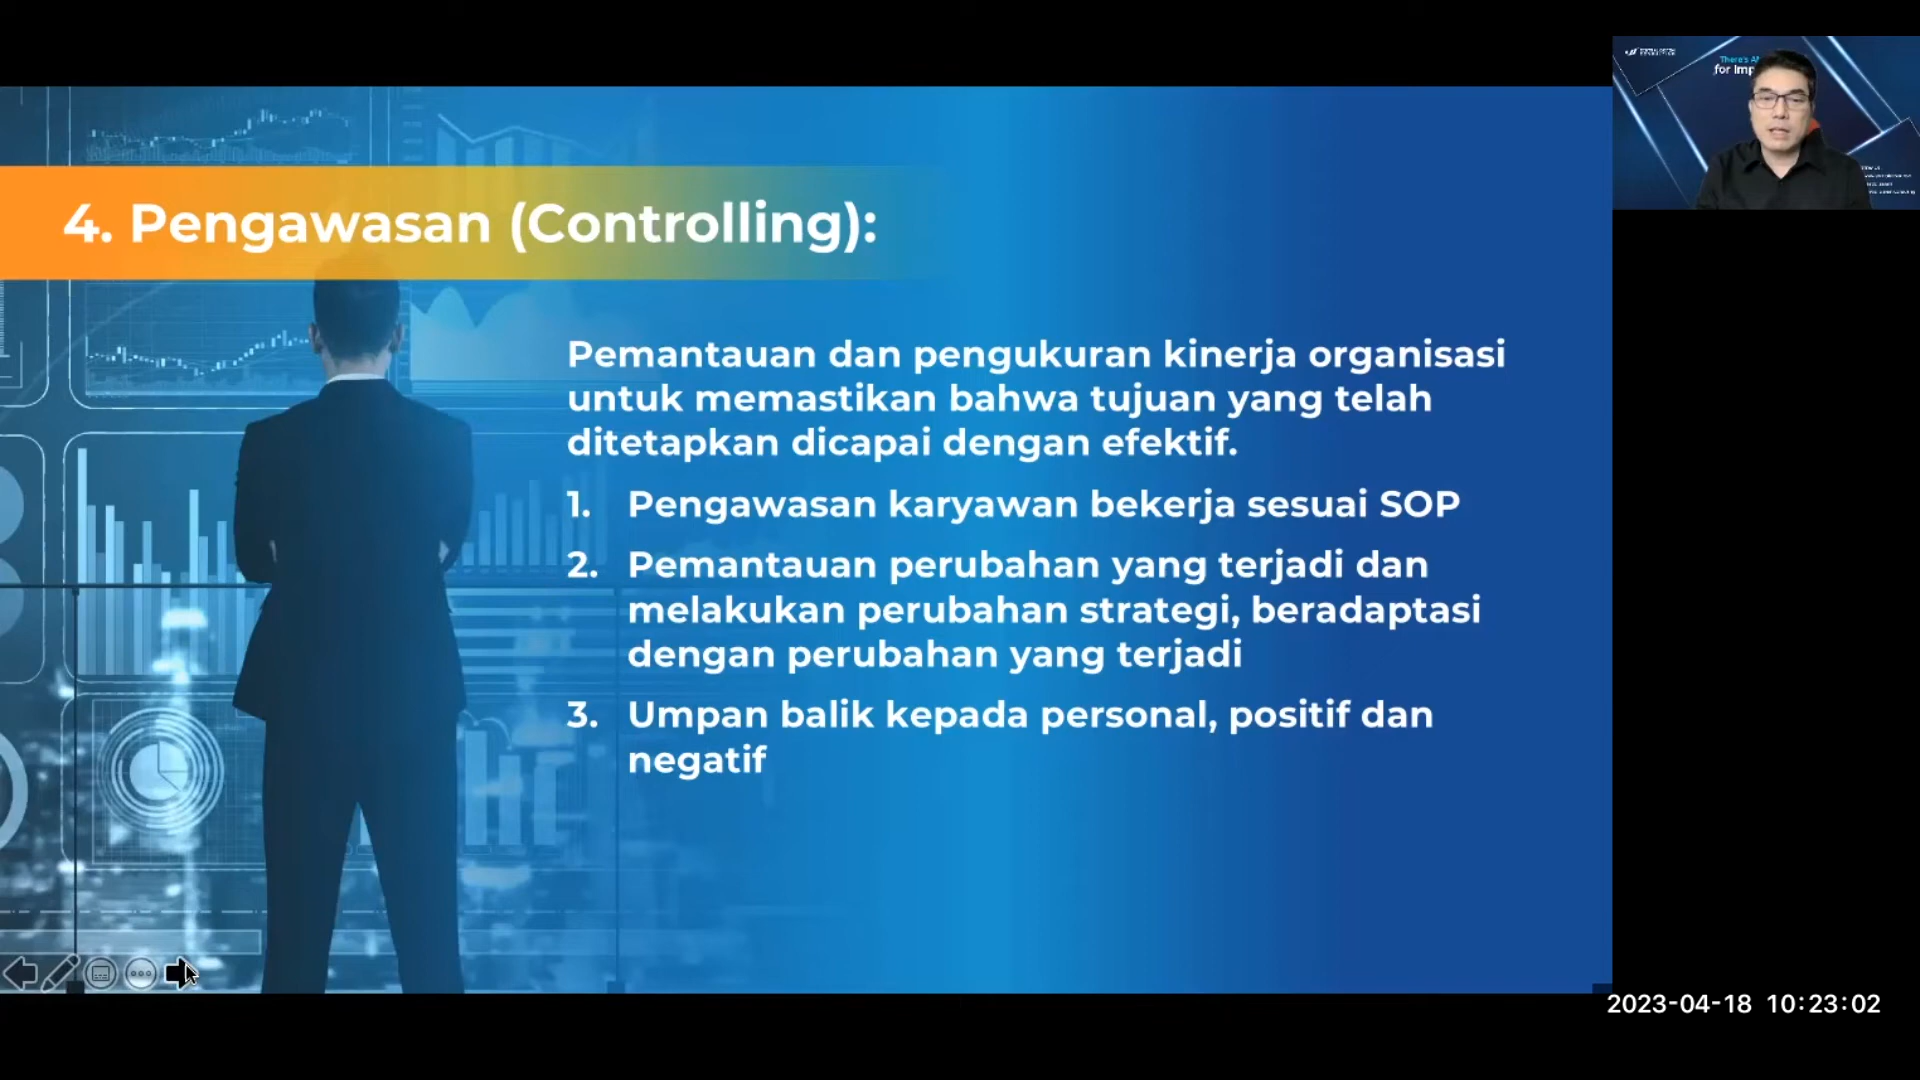 4. Pengawasan (Controlling):
Pemantauan dan pengukuran kinerja organisasi
untuk memastikan bahwa tujuan yang telah
ditetapkan dicapai dengan efektif.
1. Pengawasan karyawan bekerja sesuai SOP
2. Pemantauan perubahan yang terjadi dan
melakukan perubahan strategi, beradaptasi
dengan perubahan yang terjadi
3. Umpan balik kepada personal, positif dan
negatif
There's
for
2023-04-18 10:23:02